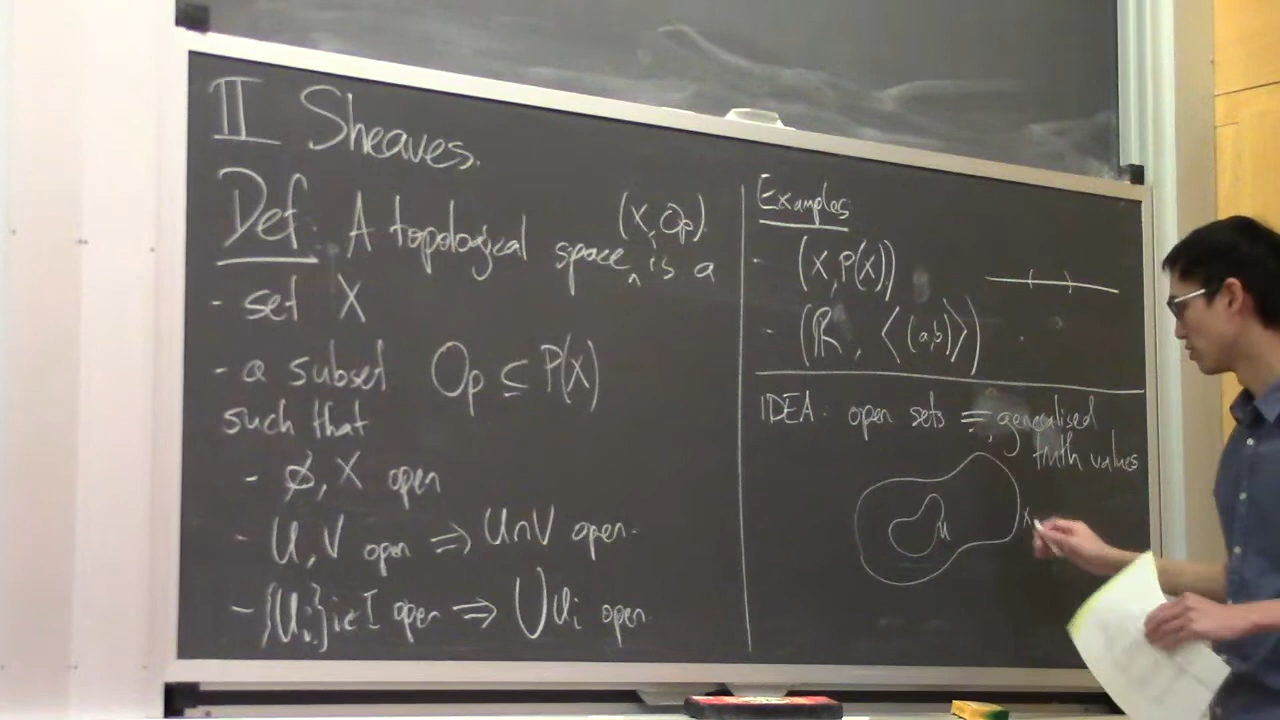 II Sheaves.
Def: A topological space (X, Op) is a
- set X
- a subset Op ⊆ P(X)
such that
- ∅, X open
- U, V open ⇒ U∩V open.
- {Ui}i∈I open ⇒ ⋃Ui open.
Examples:
- (X, P(X))
- (ℝ, <(a,b)>)
IDEA: open sets = generalised
truth values
U
X